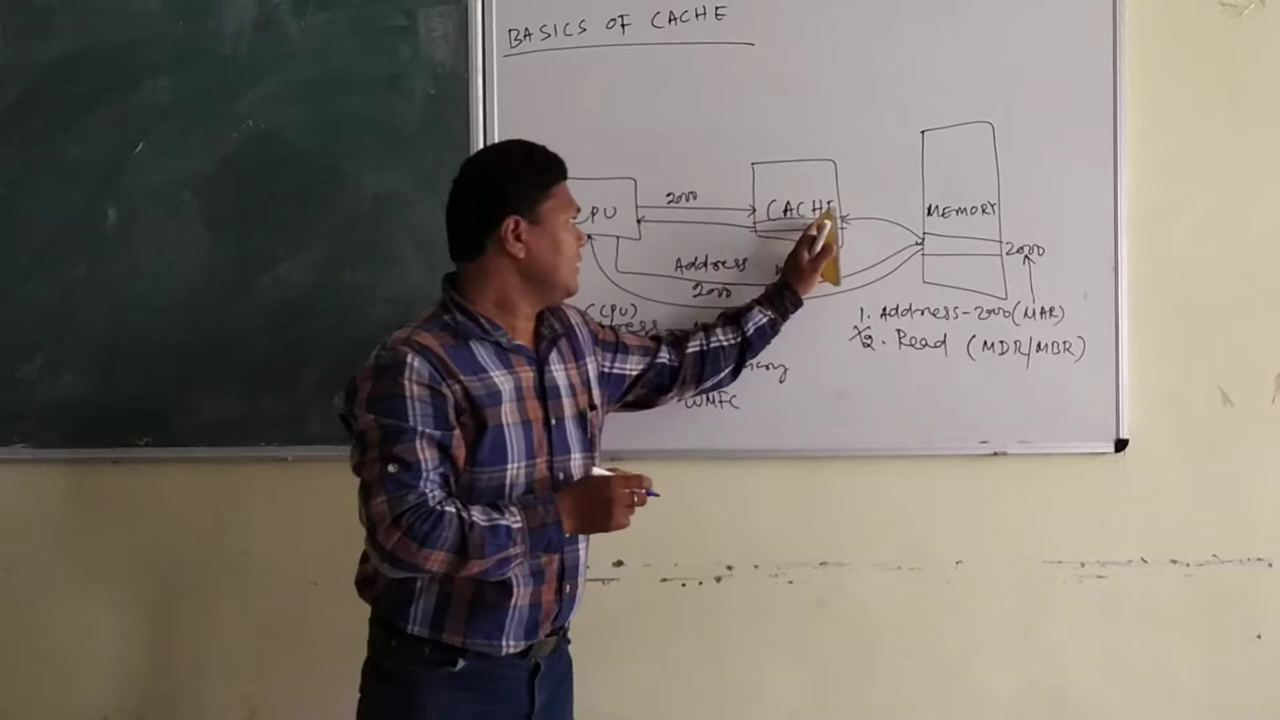 BASICS OF CACHE
2000
CPU
CACHE
MEMORY
2000
Address
2000
1. Address-2000(MAR)
(CPU)
2. Read (MDR/MBR)
-WMFC